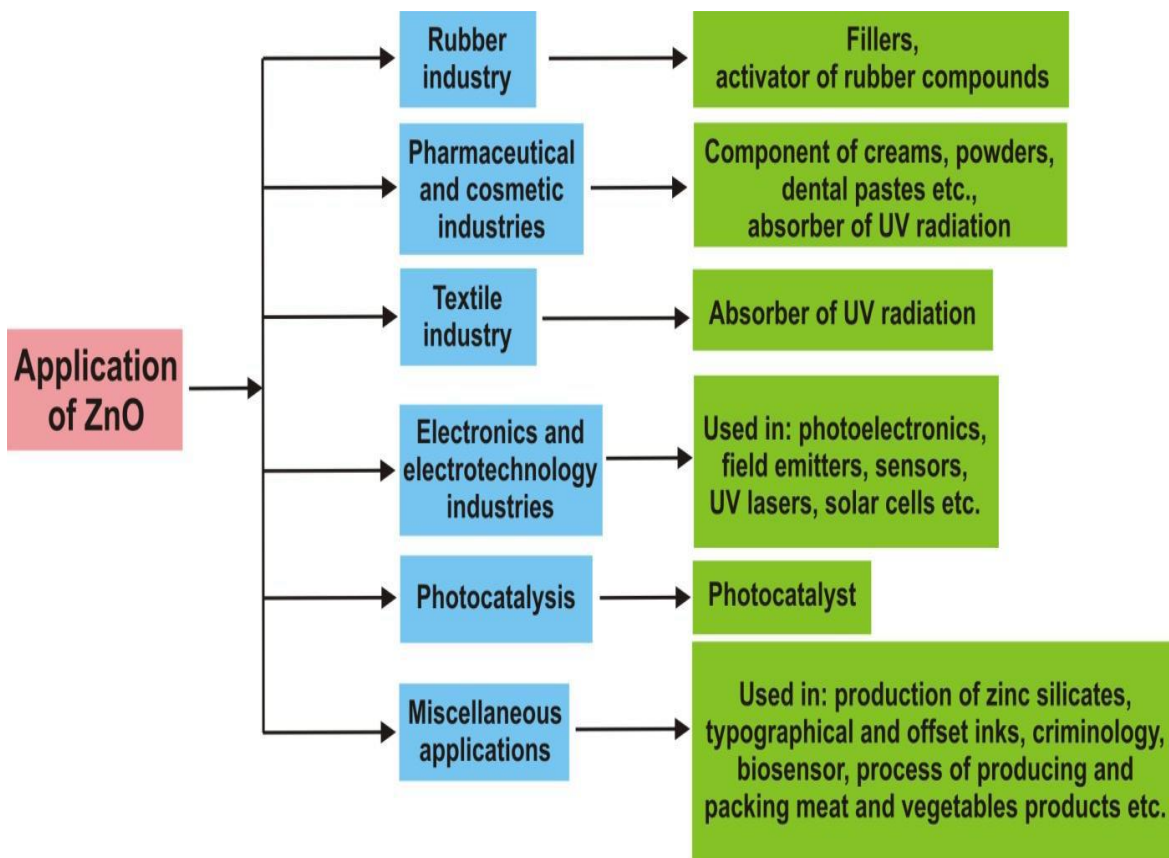 Application
of ZnO
Rubber
industry
Fillers,
activator of rubber compounds
Pharmaceutical
and cosmetic
industries
Component of creams, powders,
dental pastes etc.,
absorber of UV radiation
Textile
industry
Absorber of UV radiation
Electronics and
electrotechnology
industries
Used in: photoelectronics,
field emitters, sensors,
UV lasers, solar cells etc.
Photocatalysis
Photocatalyst
Miscellaneous
applications
Used in: production of zinc silicates,
typographical and offset inks, criminology,
biosensor, process of producing and
packing meat and vegetables products etc.